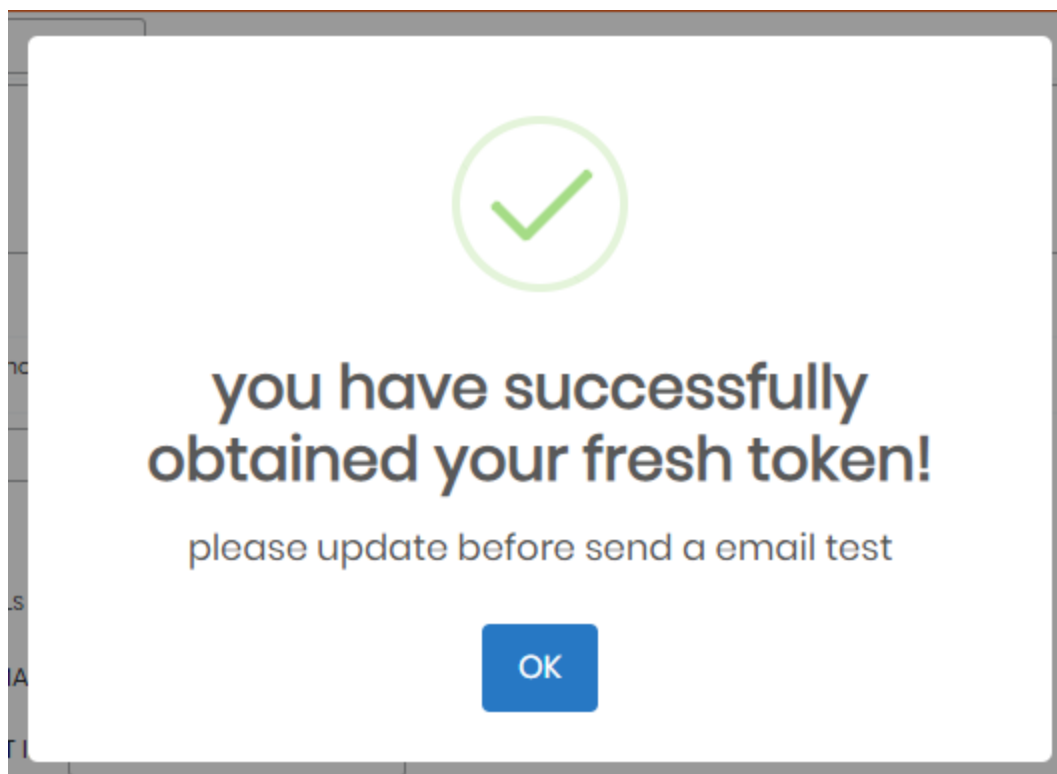 you have successfully
obtained your fresh token!
please update before send a email test
OK